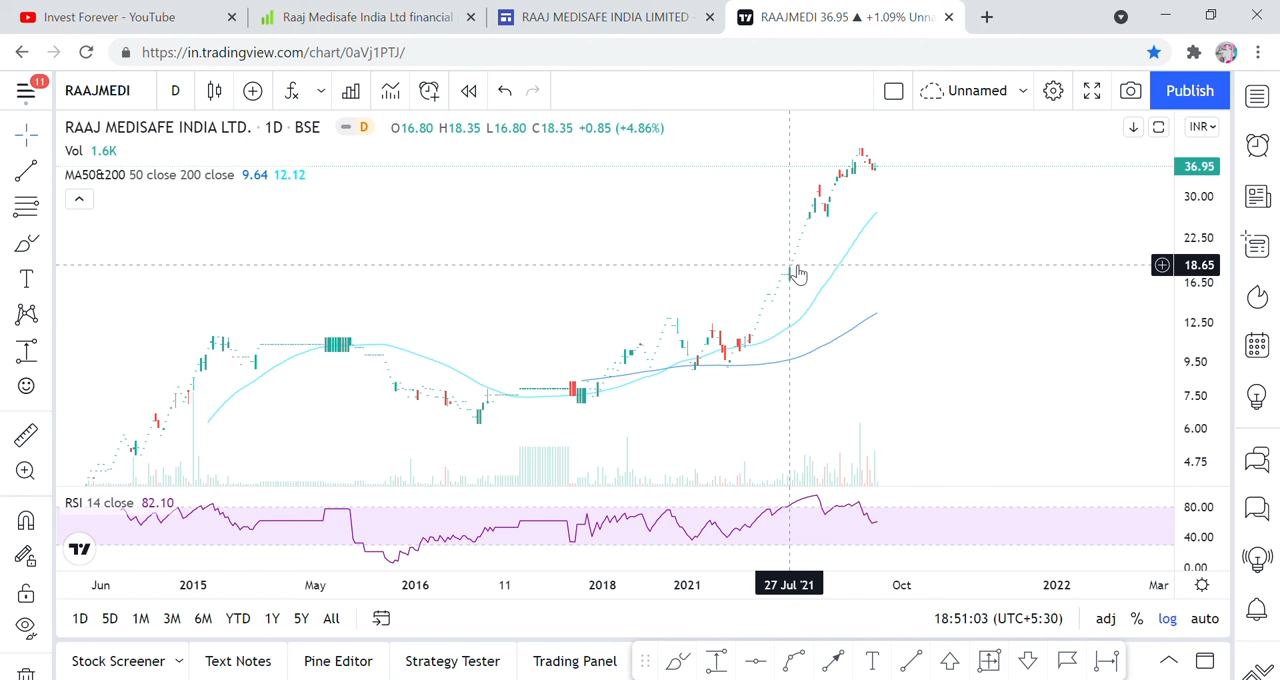 Invest Forever - YouTube
Raaj Medisafe India Ltd financial
RAAJ MEDISAFE INDIA LIMITED -
RAAJMEDI 36.95 ▲ +1.09% Unna
https://in.tradingview.com/chart/0aVj1PTJ/
11
RAAJMEDI
D
Unnamed
Publish
RAAJ MEDISAFE INDIA LTD. · 1D · BSE
D
O16.80 H18.35 L16.80 C18.35 +0.85 (+4.86%)
INR
Vol 1.6K
MA50&200 50 close 200 close 9.64 12.12
36.95
30.00
22.50
18.65
16.50
12.50
9.50
7.50
6.00
4.75
RSI 14 close 82.10
80.00
40.00
0.00
Jun 2015 May 2016 11 2018 2021 27 Jul '21 Oct 2022 Mar
1D 5D 1M 3M 6M YTD 1Y 5Y All
18:51:03 (UTC+5:30)
adj % log auto
Stock Screener Text Notes Pine Editor Strategy Tester Trading Panel